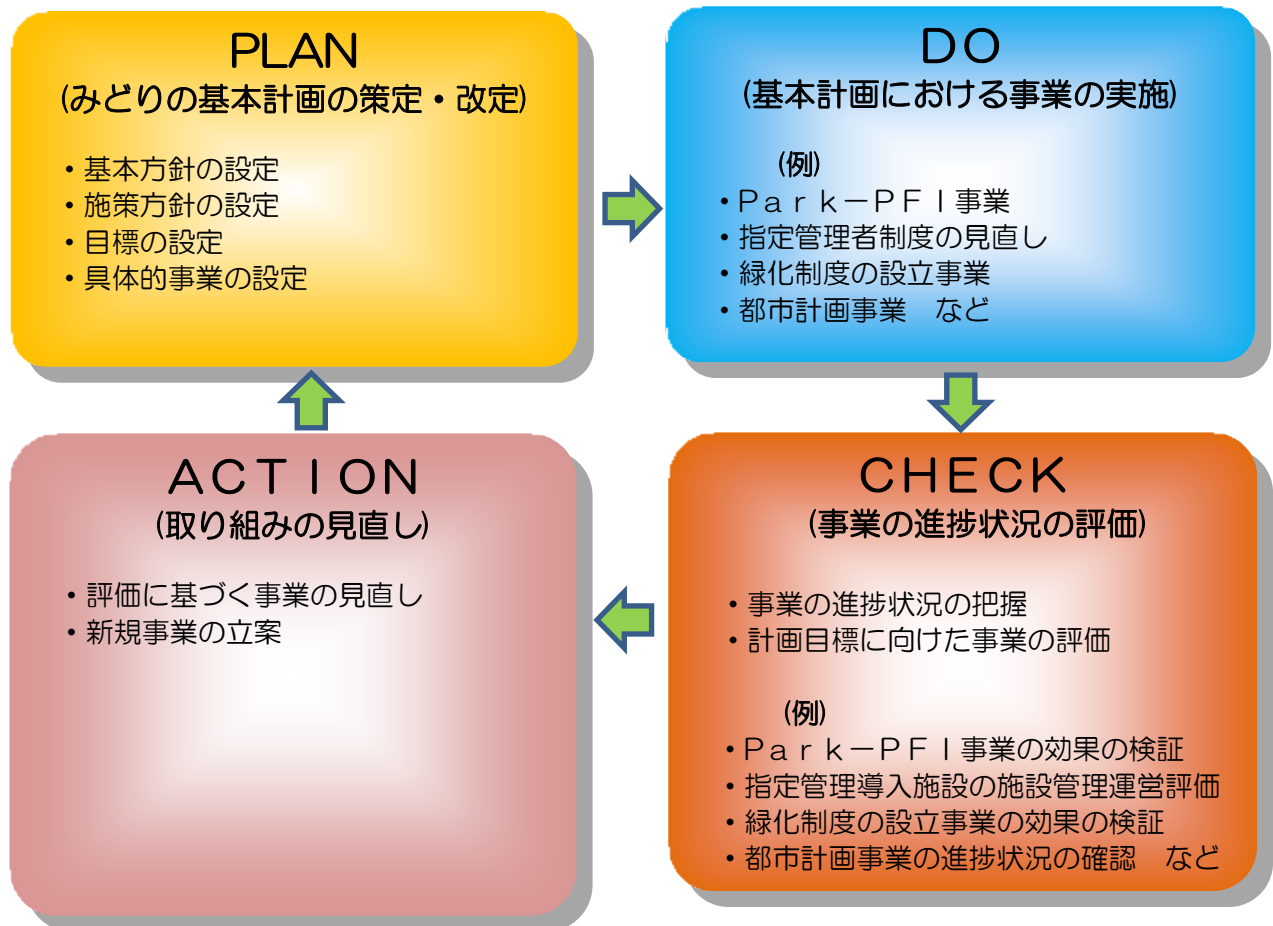 PLAN
(みどりの基本計画の策定・改定)
・基本方針の設定
・施策方針の設定
・目標の設定
・具体的事業の設定
DO
(基本計画における事業の実施)
(例)
・Ｐａｒｋ－ＰＦＩ事業
・指定管理者制度の見直し
・緑化制度の設立事業
・都市計画事業　など
CHECK
(事業の進捗状況の評価)
・事業の進捗状況の把握
・計画目標に向けた事業の評価
(例)
・Ｐａｒｋ－ＰＦＩ事業の効果の検証
・指定管理導入施設の施設管理運営評価
・緑化制度の設立事業の効果の検証
・都市計画事業の進捗状況の確認　など
ＡＣＴＩＯＮ
(取り組みの見直し)
・評価に基づく事業の見直し
・新規事業の立案